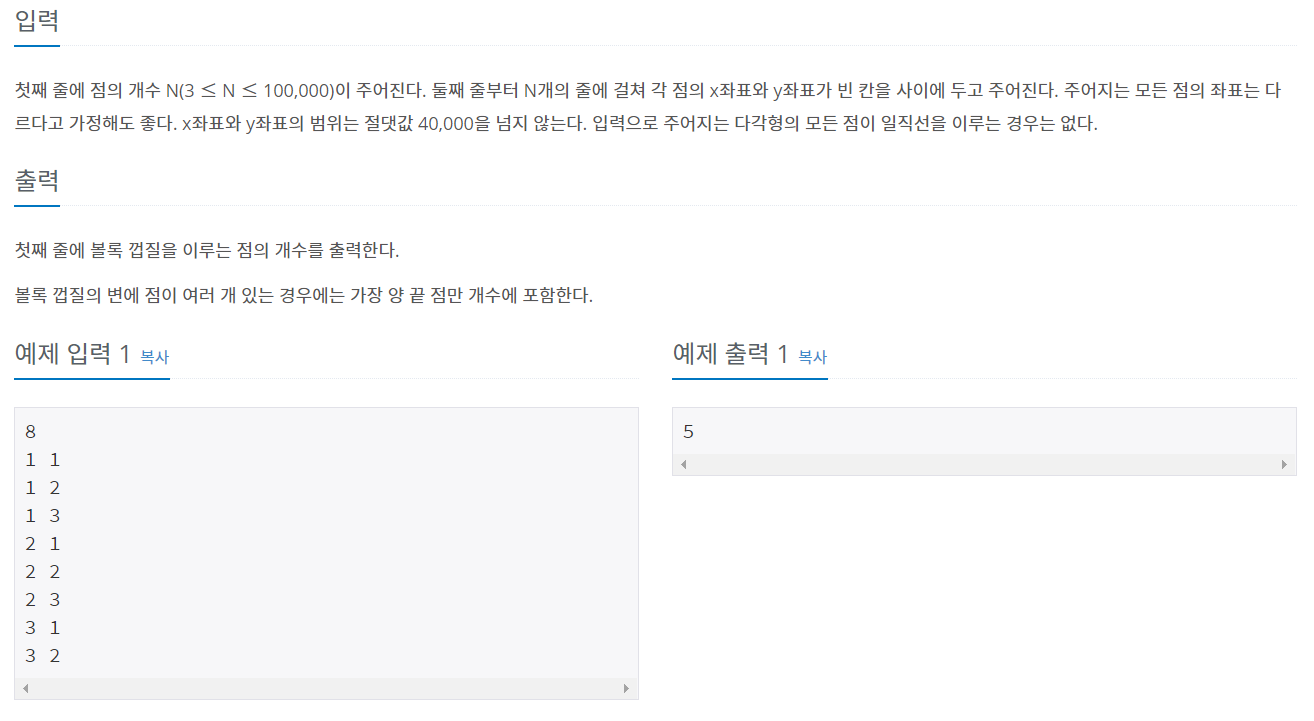 입력
첫째 줄에 점의 개수 N(3 ≤ N ≤ 100,000)이 주어진다. 둘째 줄부터 N개의 줄에 걸쳐 각 점의 x좌표와 y좌표가 빈 칸을 사이에 두고 주어진다. 주어지는 모든 점의 좌표는 다
르다고 가정해도 좋다. x좌표와 y좌표의 범위는 절댓값 40,000을 넘지 않는다. 입력으로 주어지는 다각형의 모든 점이 일직선을 이루는 경우는 없다.
출력
첫째 줄에 볼록 껍질을 이루는 점의 개수를 출력한다.
볼록 껍질의 변에 점이 여러 개 있는 경우에는 가장 양 끝 점만 개수에 포함한다.
예제 입력 1 복사
8
1 1
1 2
1 3
2 1
2 2
2 3
3 1
3 2
예제 출력 1 복사
5